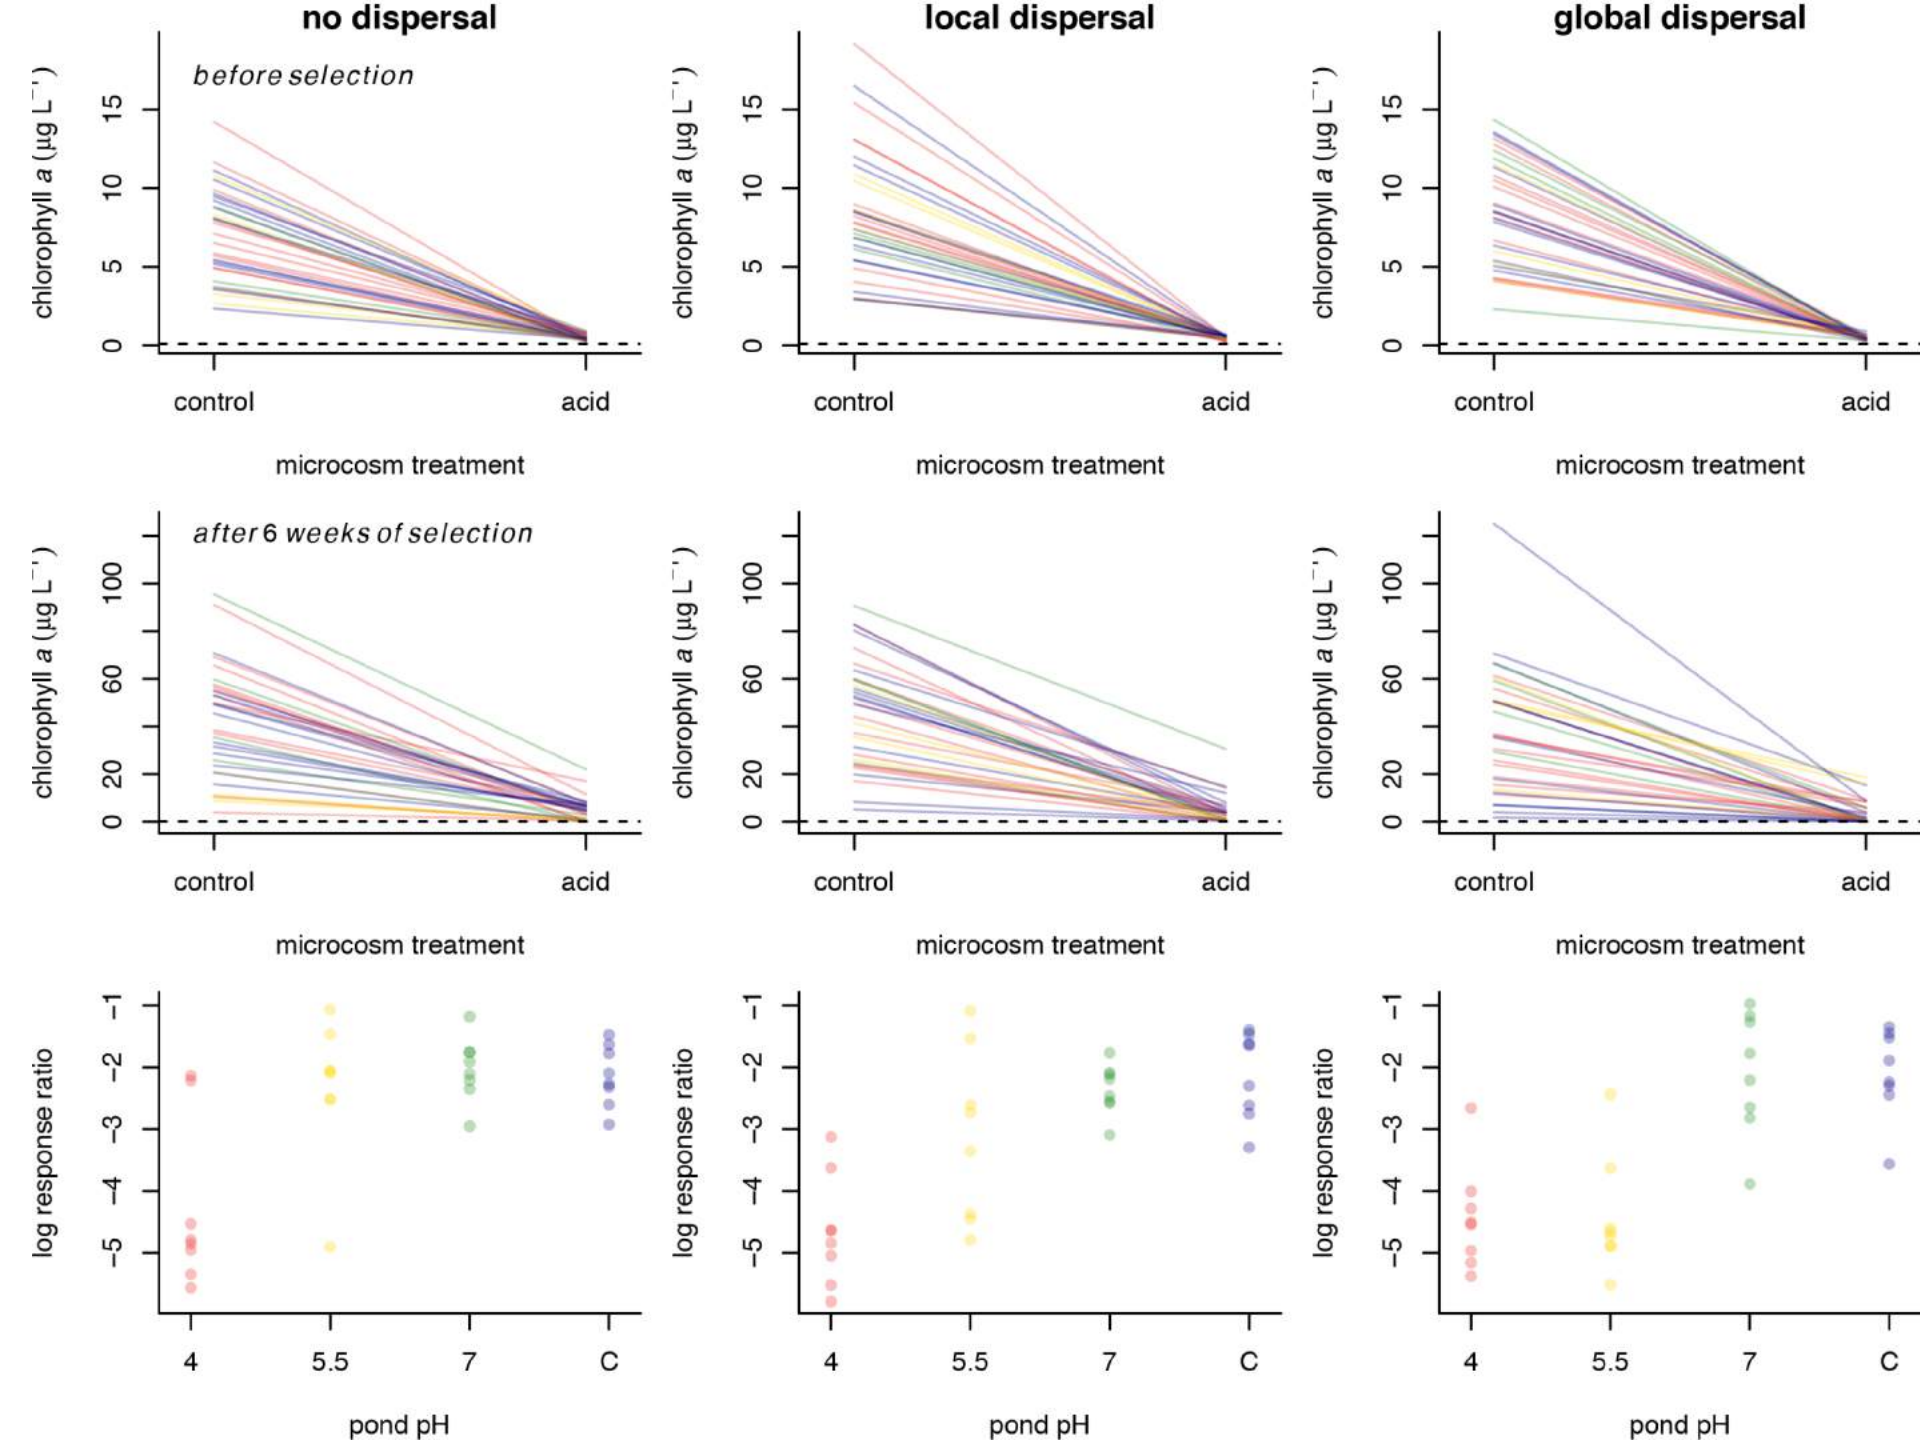 no dispersal
local dispersal
global dispersal
before selection
chlorophyll a (µg L⁻¹)
0 5 10 15
control acid
microcosm treatment
chlorophyll a (µg L⁻¹)
0 5 10 15
control acid
microcosm treatment
chlorophyll a (µg L⁻¹)
0 5 10 15
control acid
microcosm treatment
after 6 weeks of selection
chlorophyll a (µg L⁻¹)
0 20 60 100
control acid
microcosm treatment
chlorophyll a (µg L⁻¹)
0 20 60 100
control acid
microcosm treatment
chlorophyll a (µg L⁻¹)
0 20 60 100
control acid
microcosm treatment
log response ratio
−5 −4 −3 −2 −1
4 5.5 7 C
pond pH
log response ratio
−5 −4 −3 −2 −1
4 5.5 7 C
pond pH
log response ratio
−5 −4 −3 −2 −1
4 5.5 7 C
pond pH